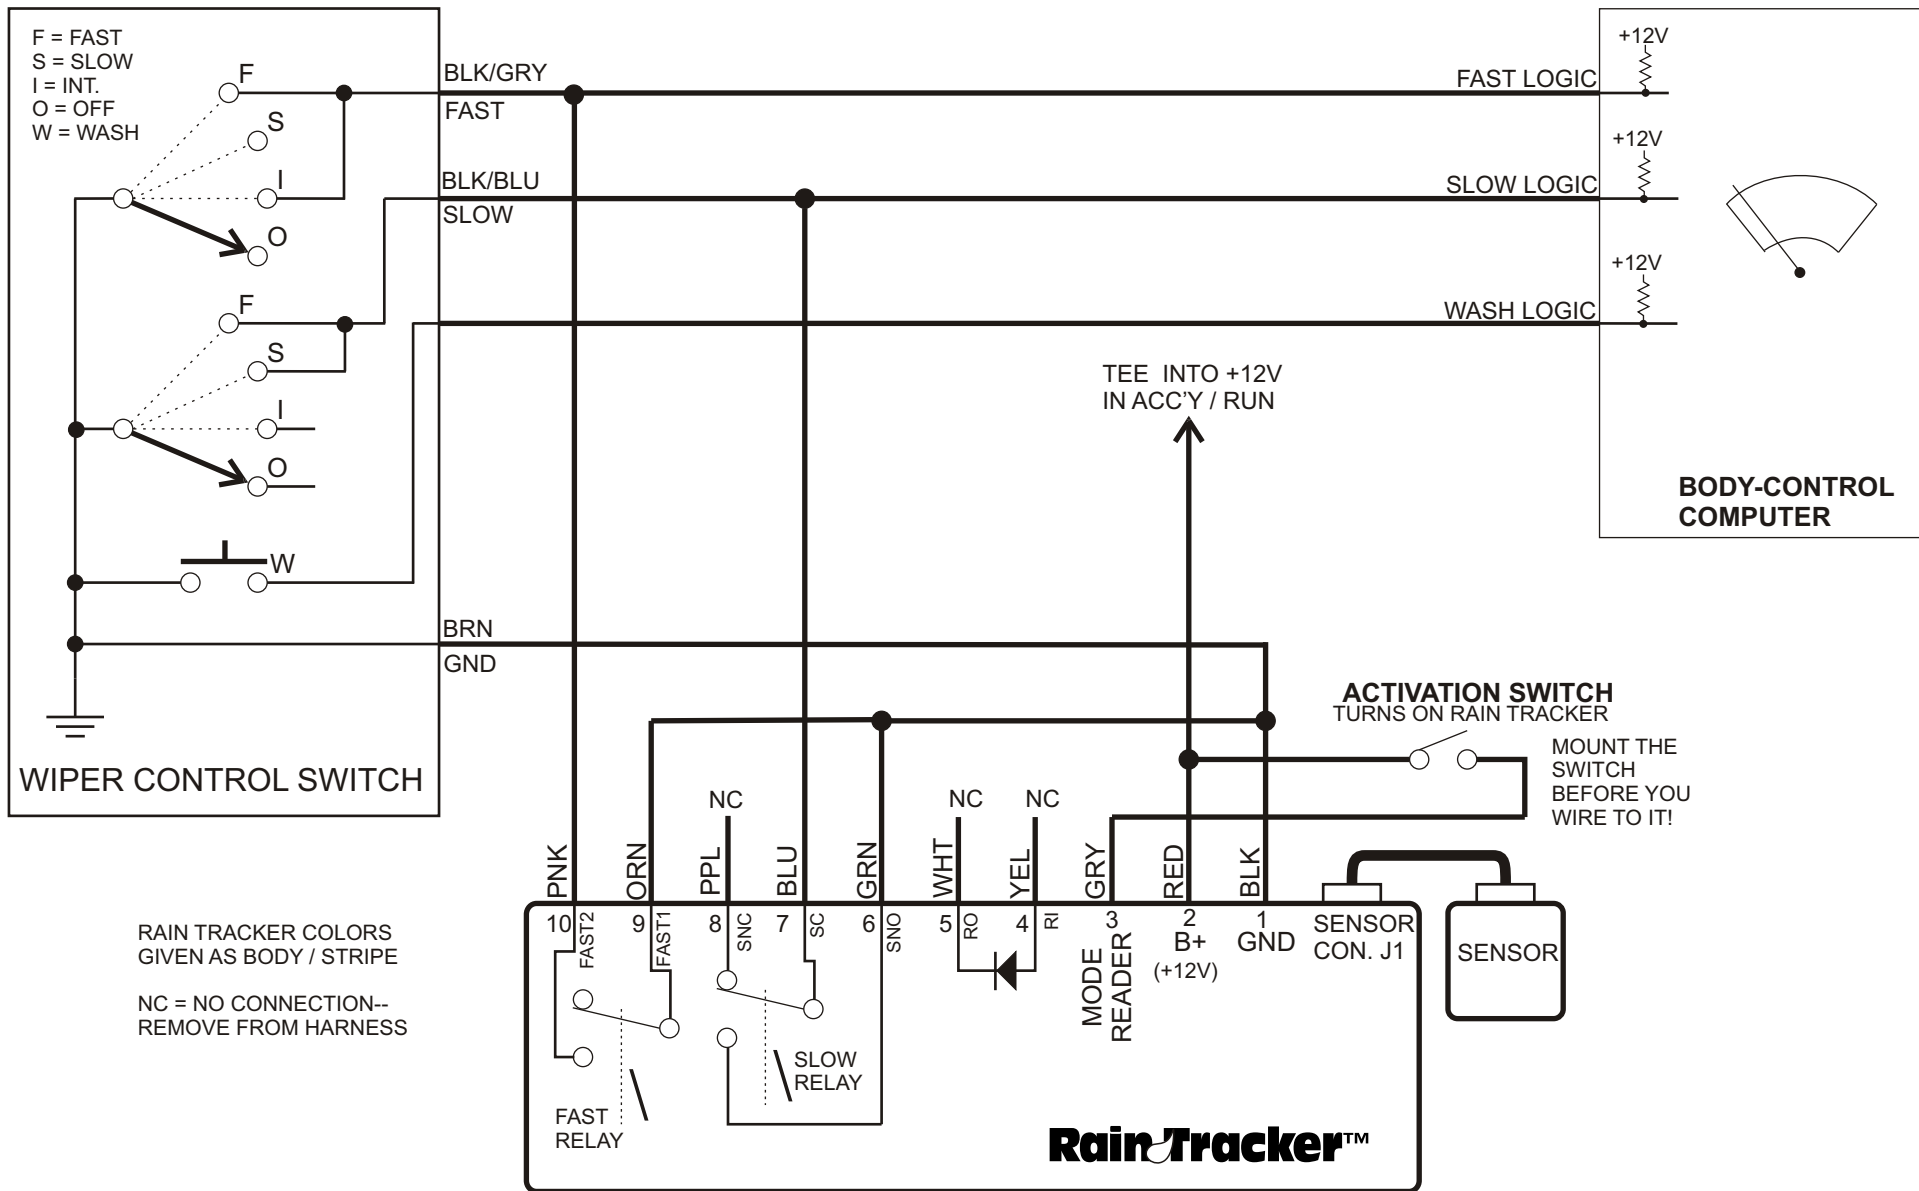 F = FAST
S = SLOW
I = INT.
O = OFF
W = WASH
F
S
I
O
F
S
I
O
W
WIPER CONTROL SWITCH
BLK/GRY
FAST
BLK/BLU
SLOW
BRN
GND
FAST LOGIC
SLOW LOGIC
WASH LOGIC
+12V
+12V
+12V
BODY-CONTROL
COMPUTER
TEE INTO +12V
IN ACC'Y / RUN
ACTIVATION SWITCH
TURNS ON RAIN TRACKER
MOUNT THE
SWITCH
BEFORE YOU
WIRE TO IT!
NC
NC
NC
PNK
ORN
PPL
BLU
GRN
WHT
YEL
GRY
RED
BLK
10
FAST2
9
FAST1
8
SNC
7
SC
6
SNO
5
RO
4
RI
3
MODE
READER
2
B+
(+12V)
1
GND
SENSOR
CON. J1
SENSOR
RAIN TRACKER COLORS
GIVEN AS BODY / STRIPE
NC = NO CONNECTION--
REMOVE FROM HARNESS
FAST
RELAY
SLOW
RELAY
RainTracker™